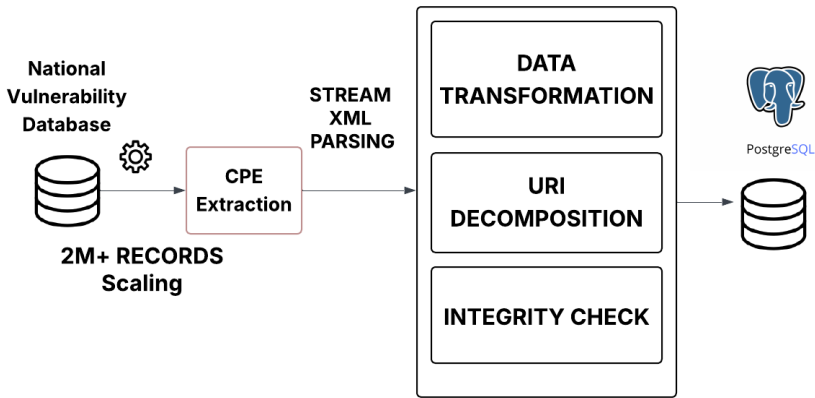 National
Vulnerability
Database
2M+ RECORDS
Scaling
CPE
Extraction
STREAM
XML
PARSING
DATA
TRANSFORMATION
URI
DECOMPOSITION
INTEGRITY CHECK
PostgreSQL